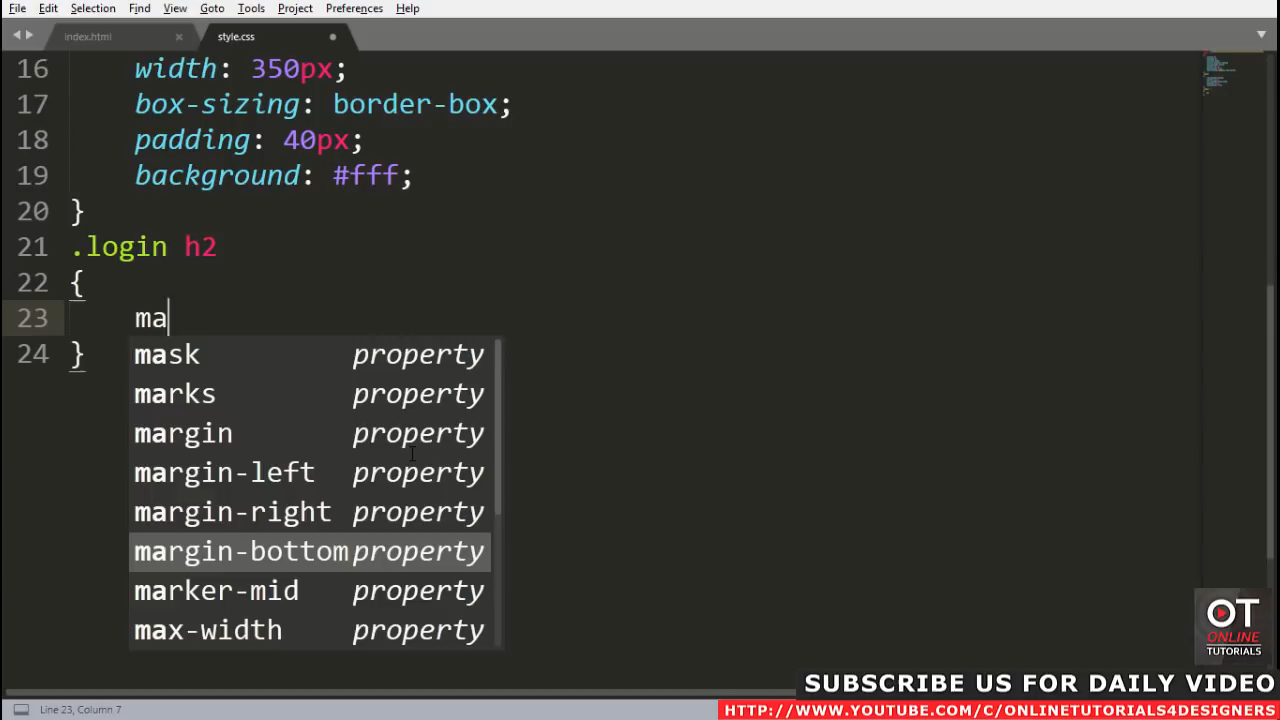 File Edit Selection Find View Goto Tools Project Preferences Help
index.html style.css
16 width: 350px;
17 box-sizing: border-box;
18 padding: 40px;
19 background: #fff;
20 }
21 .login h2
22 {
23 ma
24 }
mask property
marks property
margin property
margin-left property
margin-right property
margin-bottom property
marker-mid property
max-width property
OT
ONLINE
TUTORIALS
SUBSCRIBE US FOR DAILY VIDEO
Line 23, Column 7
HTTP://WWW.YOUTUBE.COM/C/ONLINETUTORIALS4DESIGNERS